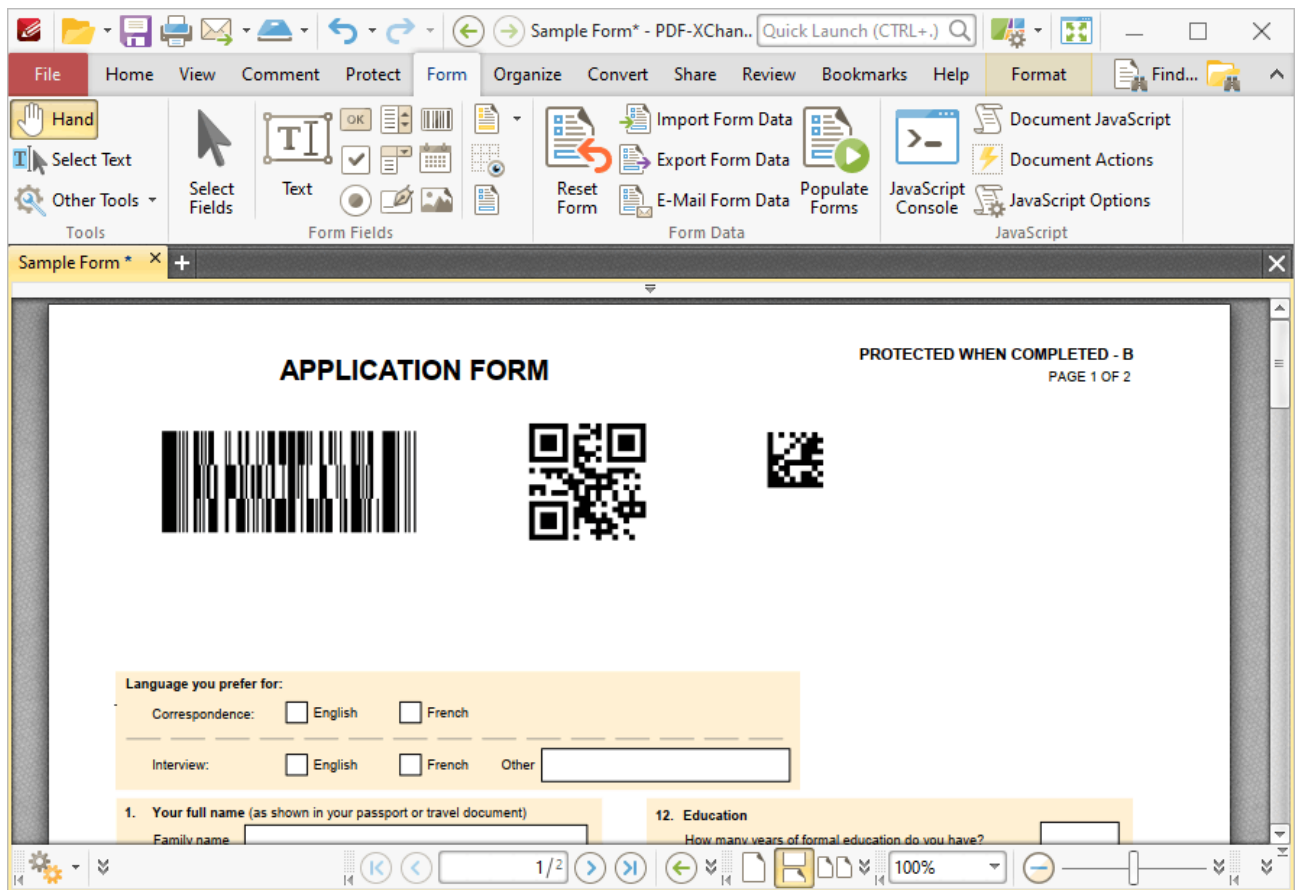 Sample Form* - PDF-XChan.. Quick Launch (CTRL+.)
File Home View Comment Protect Form Organize Convert Share Review Bookmarks Help Format Find...
Hand
Select Text
Other Tools
Tools
Select Fields
Text
OK
Form Fields
Reset Form
Import Form Data
Export Form Data
E-Mail Form Data
Populate Forms
Form Data
JavaScript Console
Document JavaScript
Document Actions
JavaScript Options
JavaScript
Sample Form *
APPLICATION FORM
PROTECTED WHEN COMPLETED - B
PAGE 1 OF 2
Language you prefer for:
Correspondence: English French
Interview: English French Other
1. Your full name (as shown in your passport or travel document)
Family name
12. Education
How many years of formal education do you have?
1/2
100%